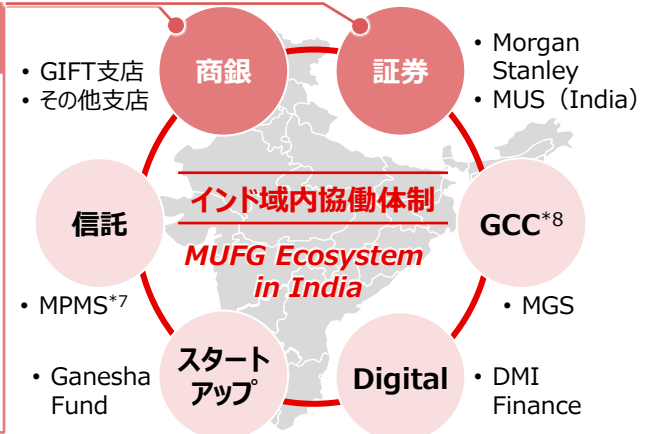 • GIFT支店
• その他支店
商銀
証券
• Morgan
Stanley
• MUS（India）
インド域内協働体制
MUFG Ecosystem
in India
信託
• MPMS*7
GCC*8
• MGS
スタート
アップ
• Ganesha
Fund
Digital
• DMI
Finance